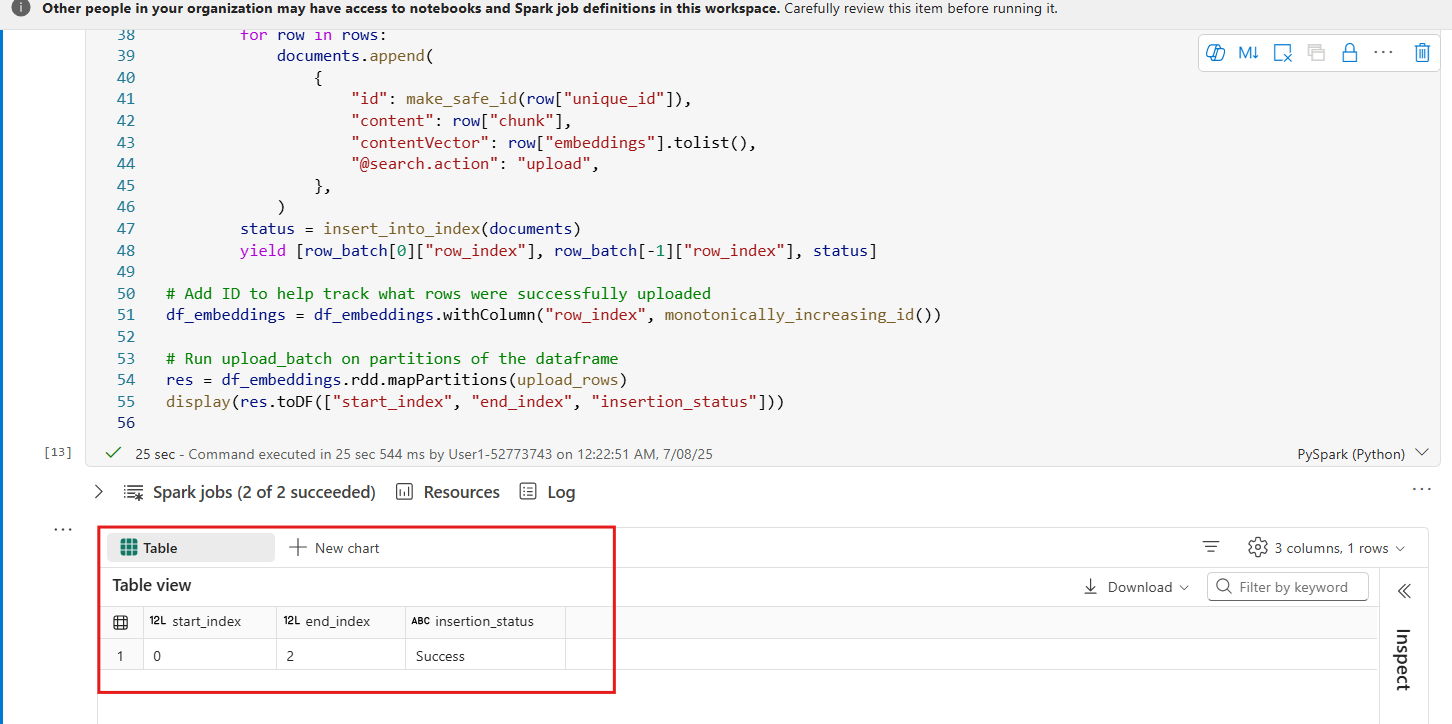 Other people in your organization may have access to notebooks and Spark job definitions in this workspace. Carefully review this item before running it.
38 for row in rows:
39 documents.append(
40 {
41 "id": make_safe_id(row["unique_id"]),
42 "content": row["chunk"],
43 "contentVector": row["embeddings"].tolist(),
44 "@search.action": "upload",
45 },
46 )
47 status = insert_into_index(documents)
48 yield [row_batch[0]["row_index"], row_batch[-1]["row_index"], status]
49
50 # Add ID to help track what rows were successfully uploaded
51 df_embeddings = df_embeddings.withColumn("row_index", monotonically_increasing_id())
52
53 # Run upload_batch on partitions of the dataframe
54 res = df_embeddings.rdd.mapPartitions(upload_rows)
55 display(res.toDF(["start_index", "end_index", "insertion_status"]))
56
M↓
[13] 25 sec - Command executed in 25 sec 544 ms by User1-52773743 on 12:22:51 AM, 7/08/25 PySpark (Python)
Spark jobs (2 of 2 succeeded) Resources Log
Table New chart 3 columns, 1 rows
Table view Download Filter by keyword
12L start_index 12L end_index ABC insertion_status
1 0 2 Success
Inspect